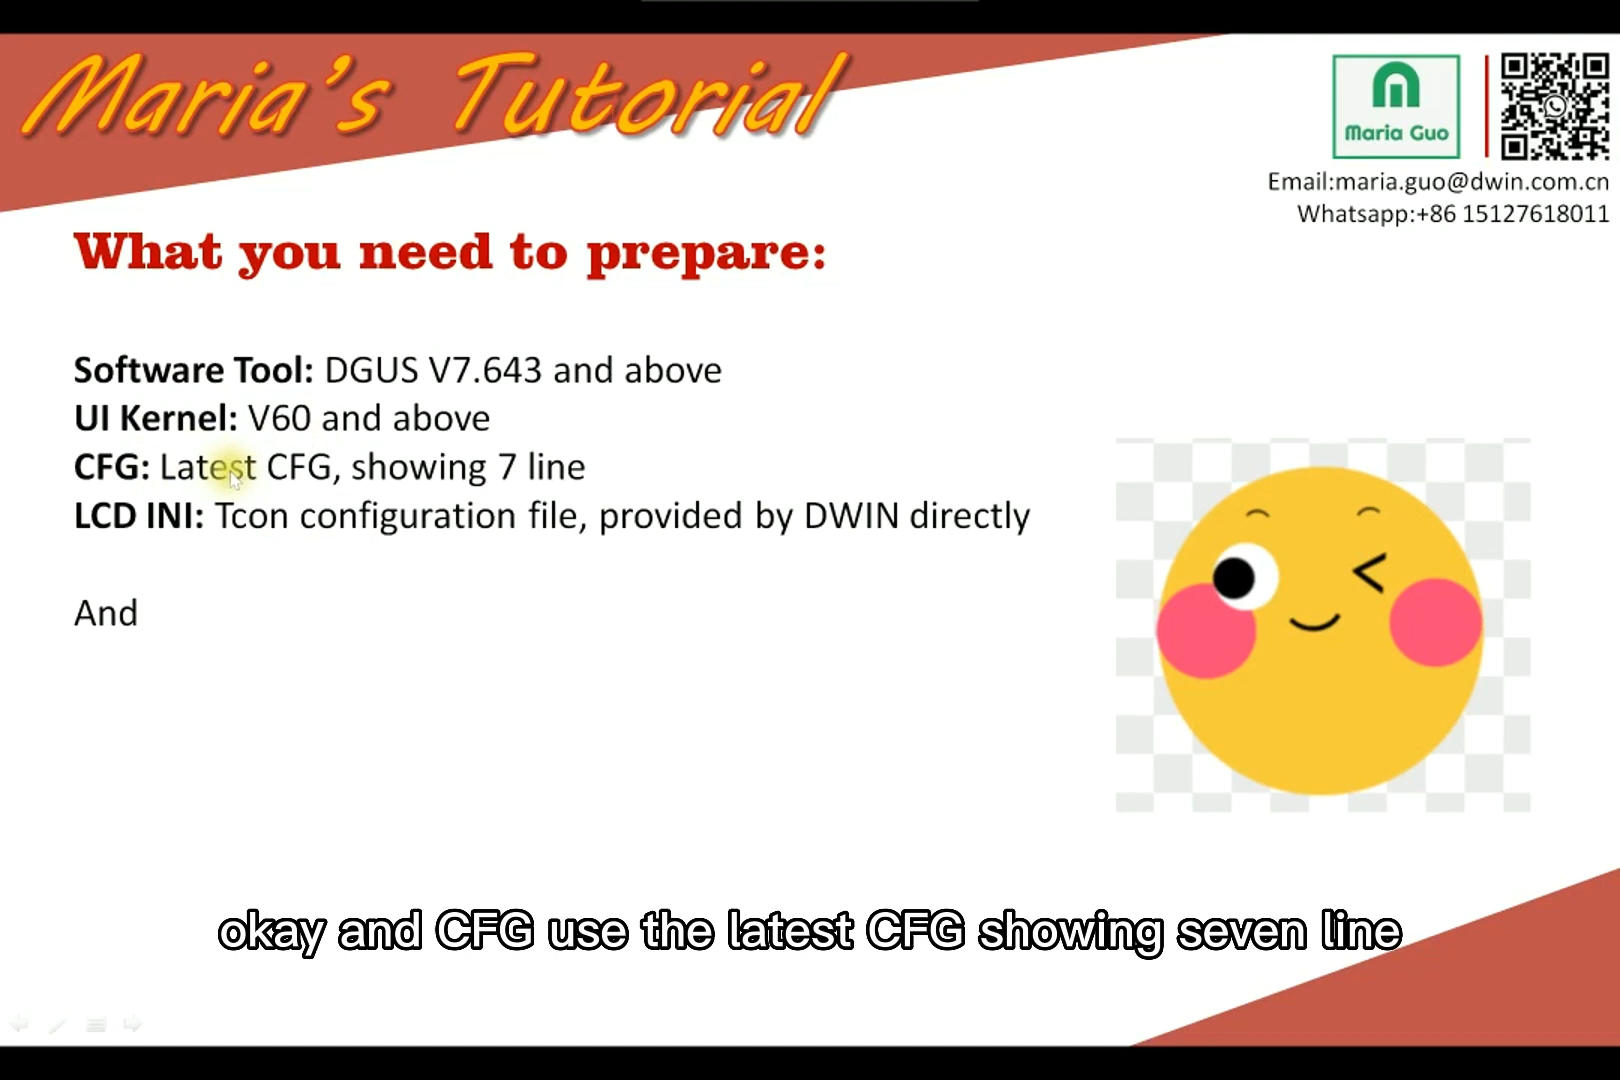 Maria's Tutorial
Maria Guo
Email:maria.guo@dwin.com.cn
Whatsapp:+86 15127618011
What you need to prepare:
Software Tool: DGUS V7.643 and above
UI Kernel: V60 and above
CFG: Latest CFG, showing 7 line
LCD INI: Tcon configuration file, provided by DWIN directly
And
okay and CFG use the latest CFG showing seven line